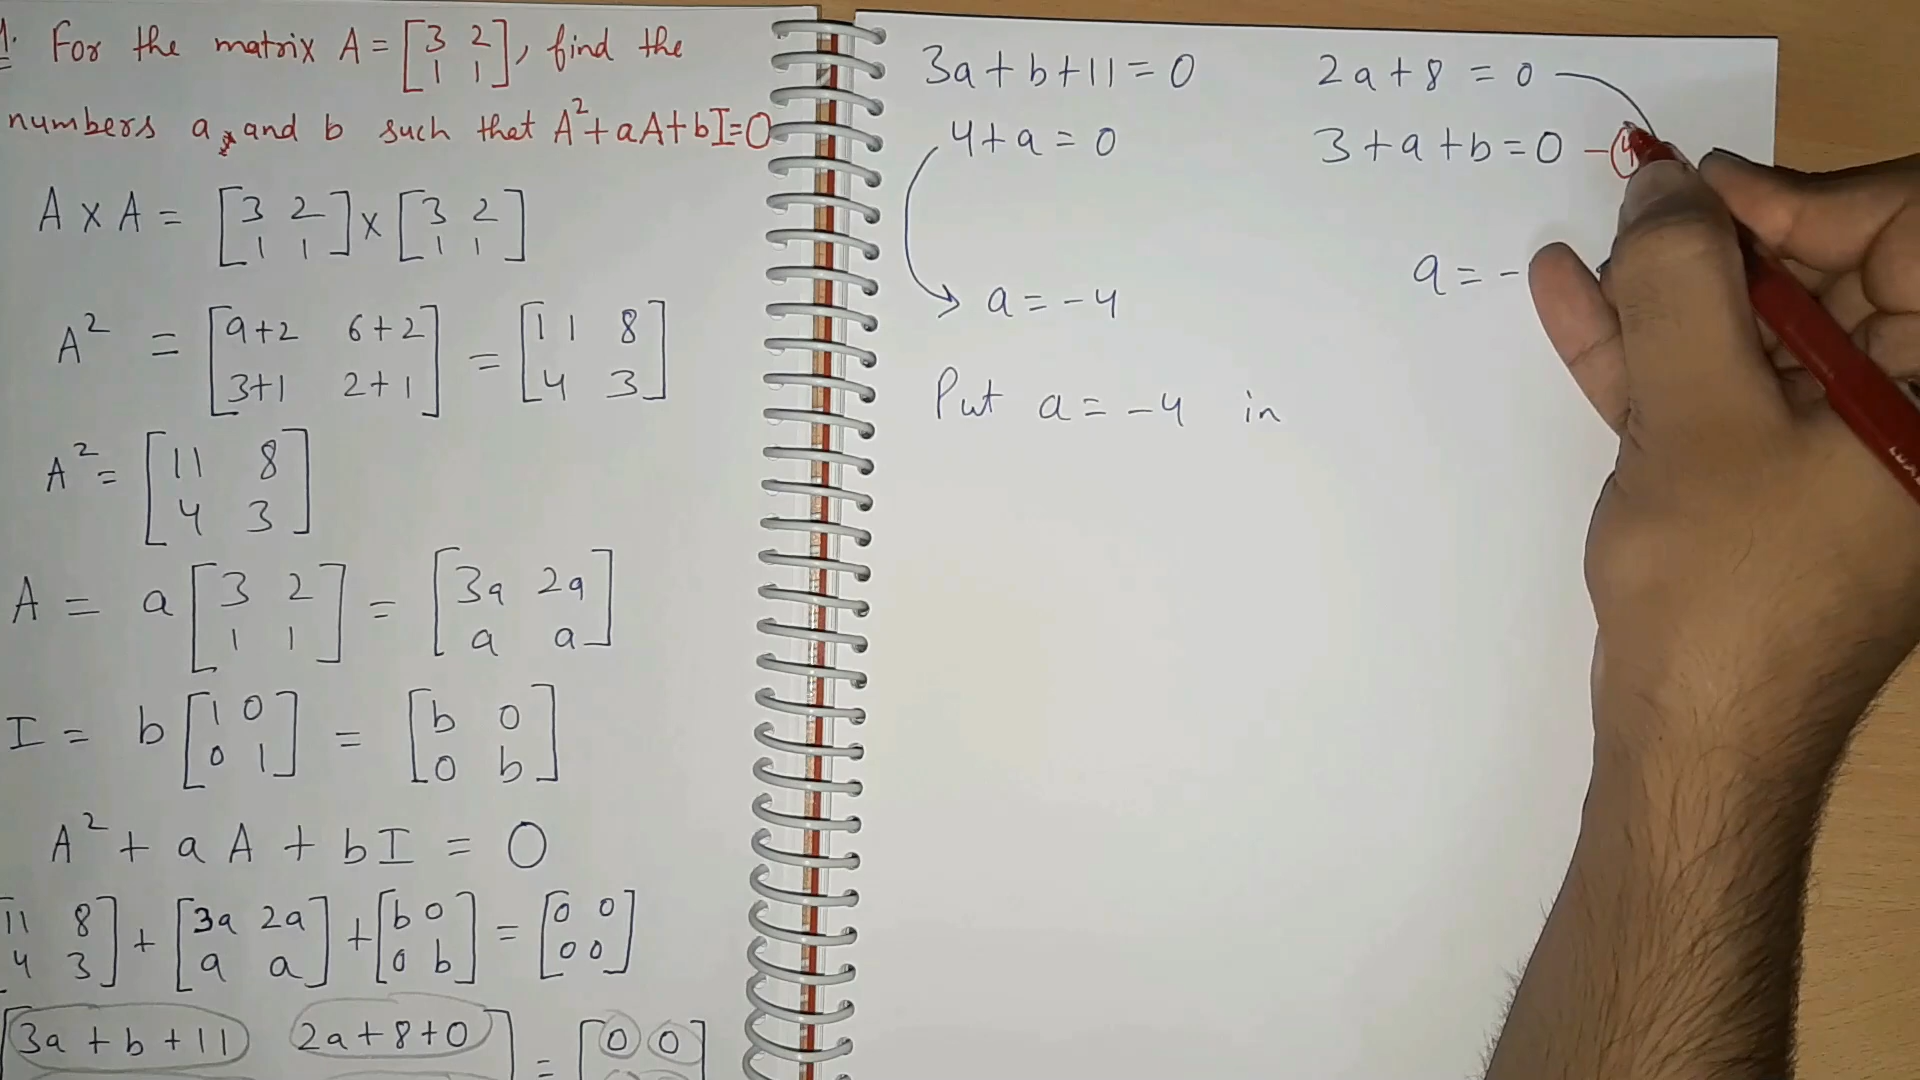 1. For the matrix A = [3 2 1 1], find the
numbers a, and b such that A²+aA+bI=0
A x A = [3 2 1 1] x [3 2 1 1]
A² = [9+2 6+2 3+1 2+1] = [11 8 4 3]
A² = [11 8 4 3]
A = a [3 2 1 1] = [3a 2a a a]
I = b [1 0 0 1] = [b 0 0 b]
A² + a A + b I = 0
[11 8 4 3] + [3a 2a a a] + [b 0 0 b] = [0 0 0 0]
[3a + b + 11 2a + 8 + 0] = [0 0]
3a + b + 11 = 0
4 + a = 0
a = -4
Put a = -4 in
2a + 8 = 0
3 + a + b = 0 - 4
a = -